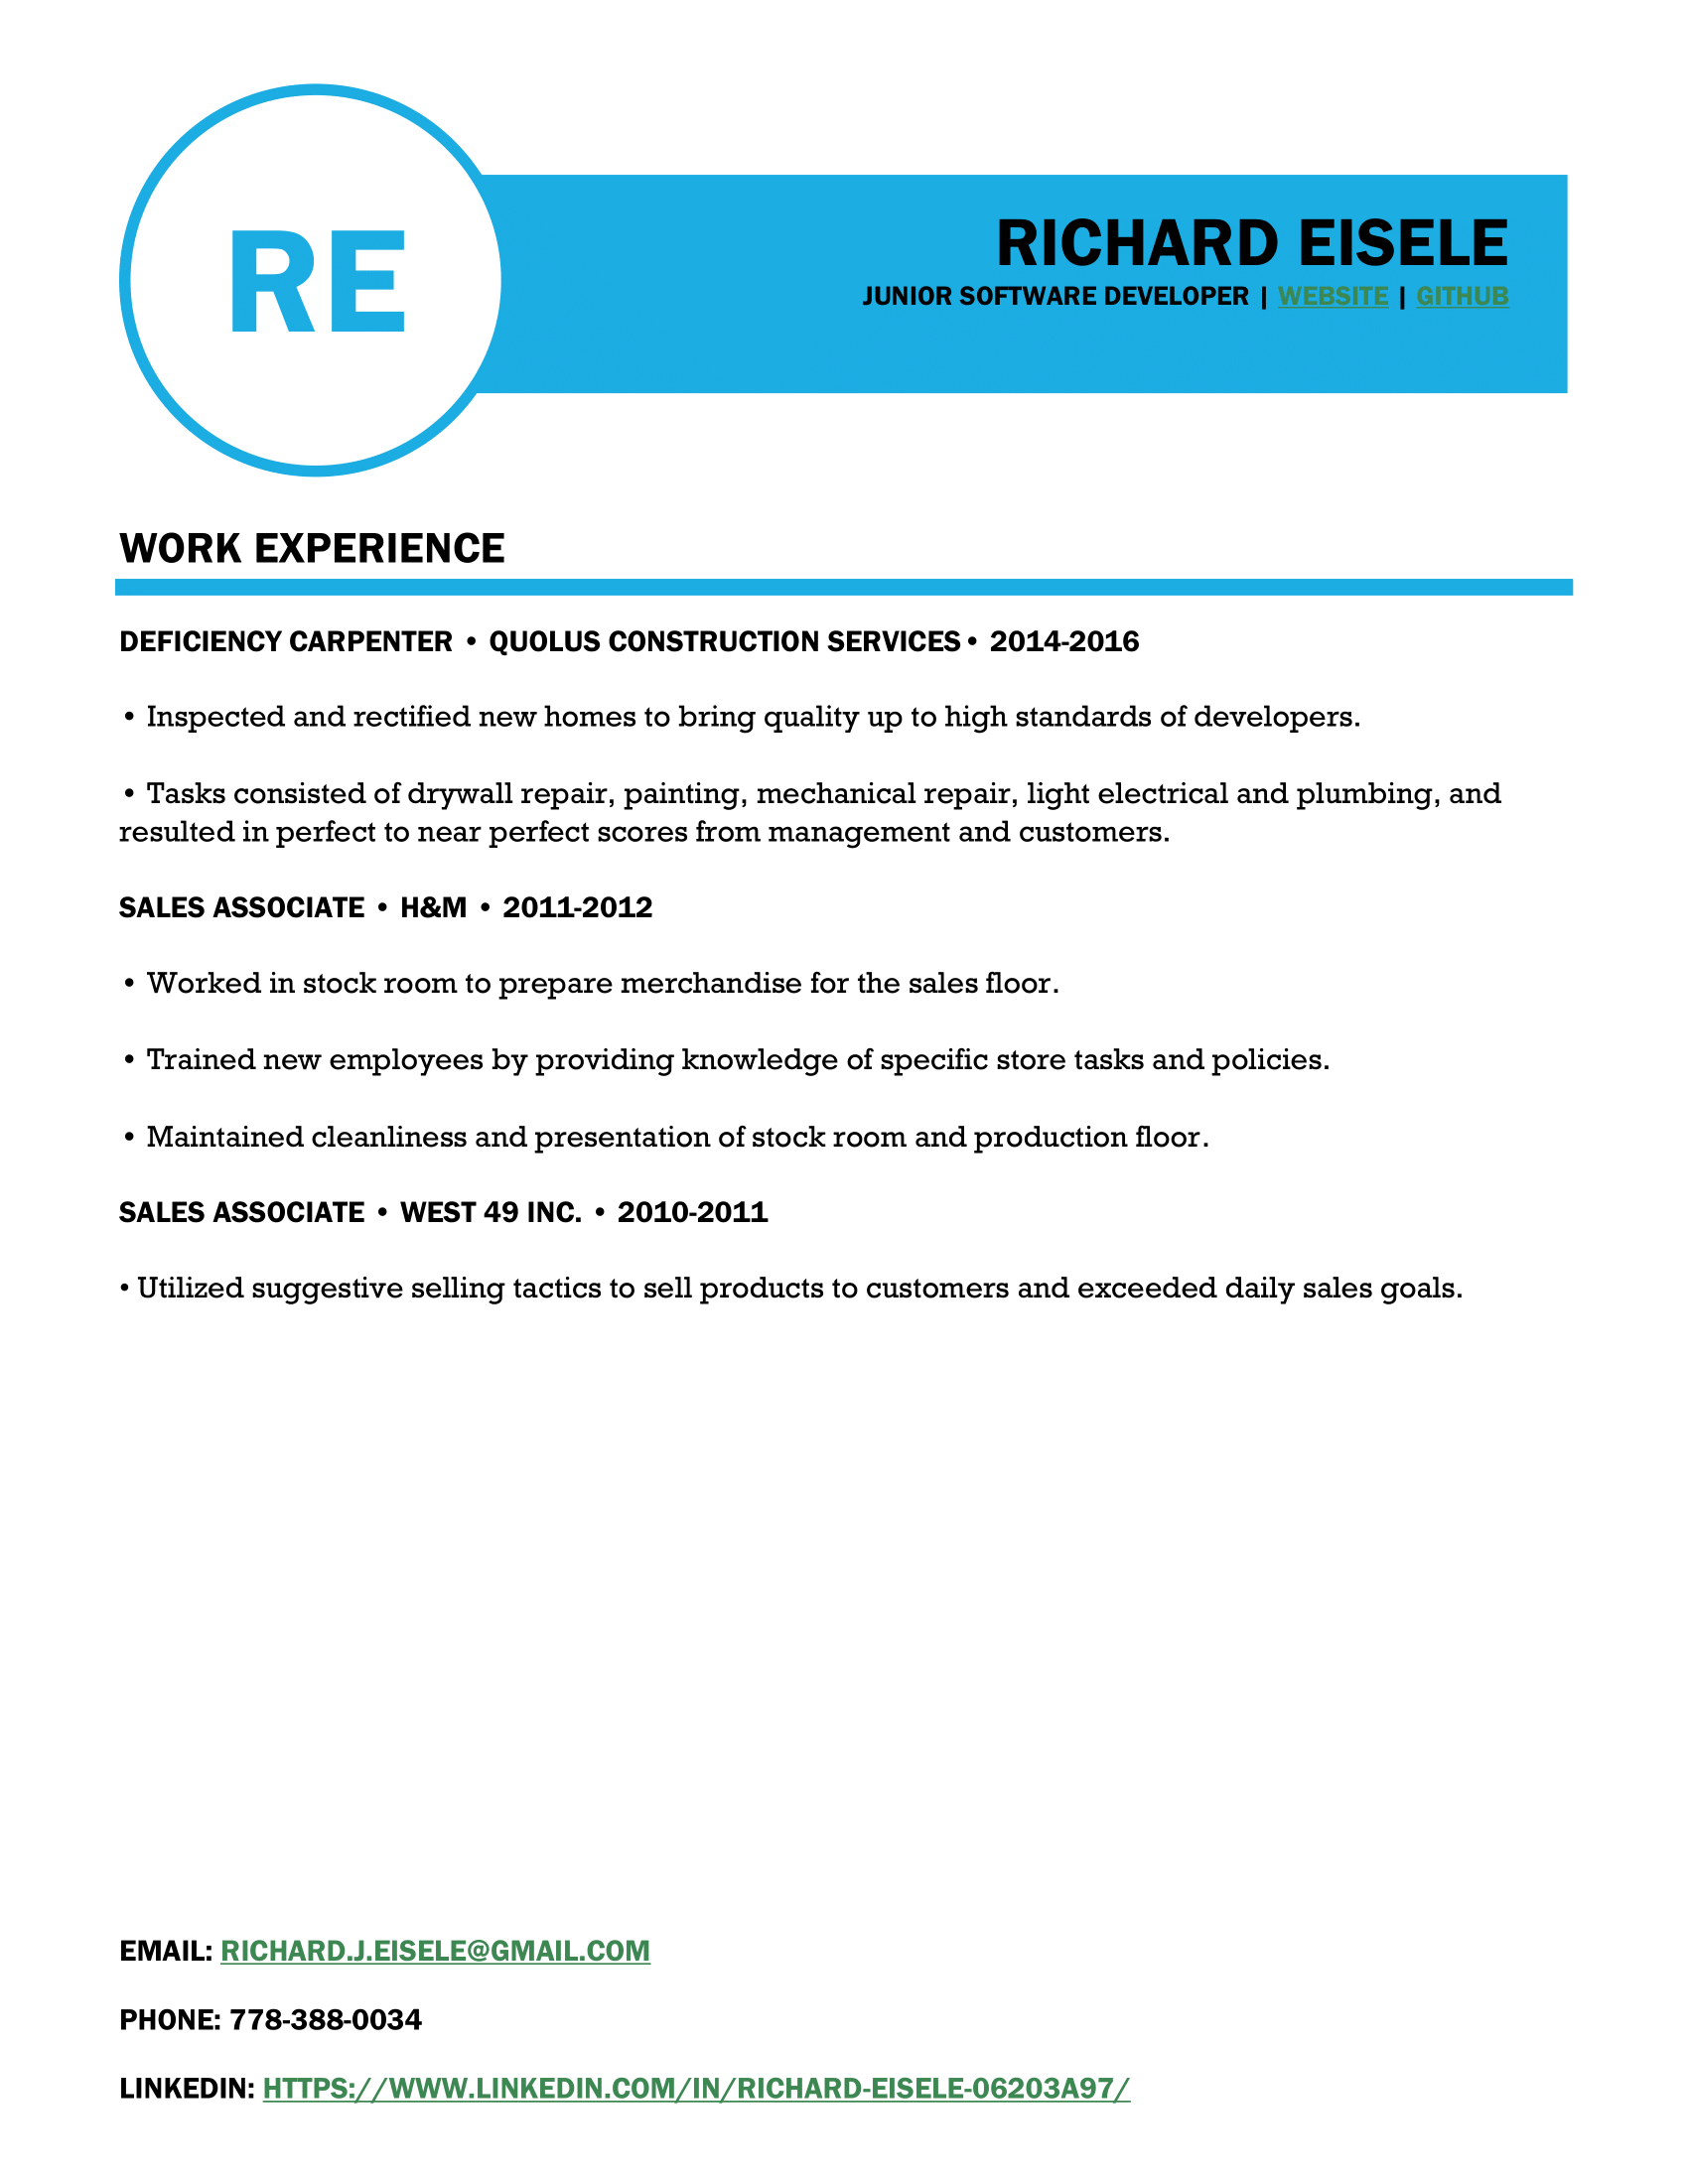 RE
RICHARD EISELE
JUNIOR SOFTWARE DEVELOPER | WEBSITE | GITHUB
WORK EXPERIENCE
DEFICIENCY CARPENTER • QUOLUS CONSTRUCTION SERVICES • 2014-2016
• Inspected and rectified new homes to bring quality up to high standards of developers.
• Tasks consisted of drywall repair, painting, mechanical repair, light electrical and plumbing, and
resulted in perfect to near perfect scores from management and customers.
SALES ASSOCIATE • H&M • 2011-2012
• Worked in stock room to prepare merchandise for the sales floor.
• Trained new employees by providing knowledge of specific store tasks and policies.
• Maintained cleanliness and presentation of stock room and production floor.
SALES ASSOCIATE • WEST 49 INC. • 2010-2011
• Utilized suggestive selling tactics to sell products to customers and exceeded daily sales goals.
EMAIL: RICHARD.J.EISELE@GMAIL.COM
PHONE: 778-388-0034
LINKEDIN: HTTPS://WWW.LINKEDIN.COM/IN/RICHARD-EISELE-06203A97/